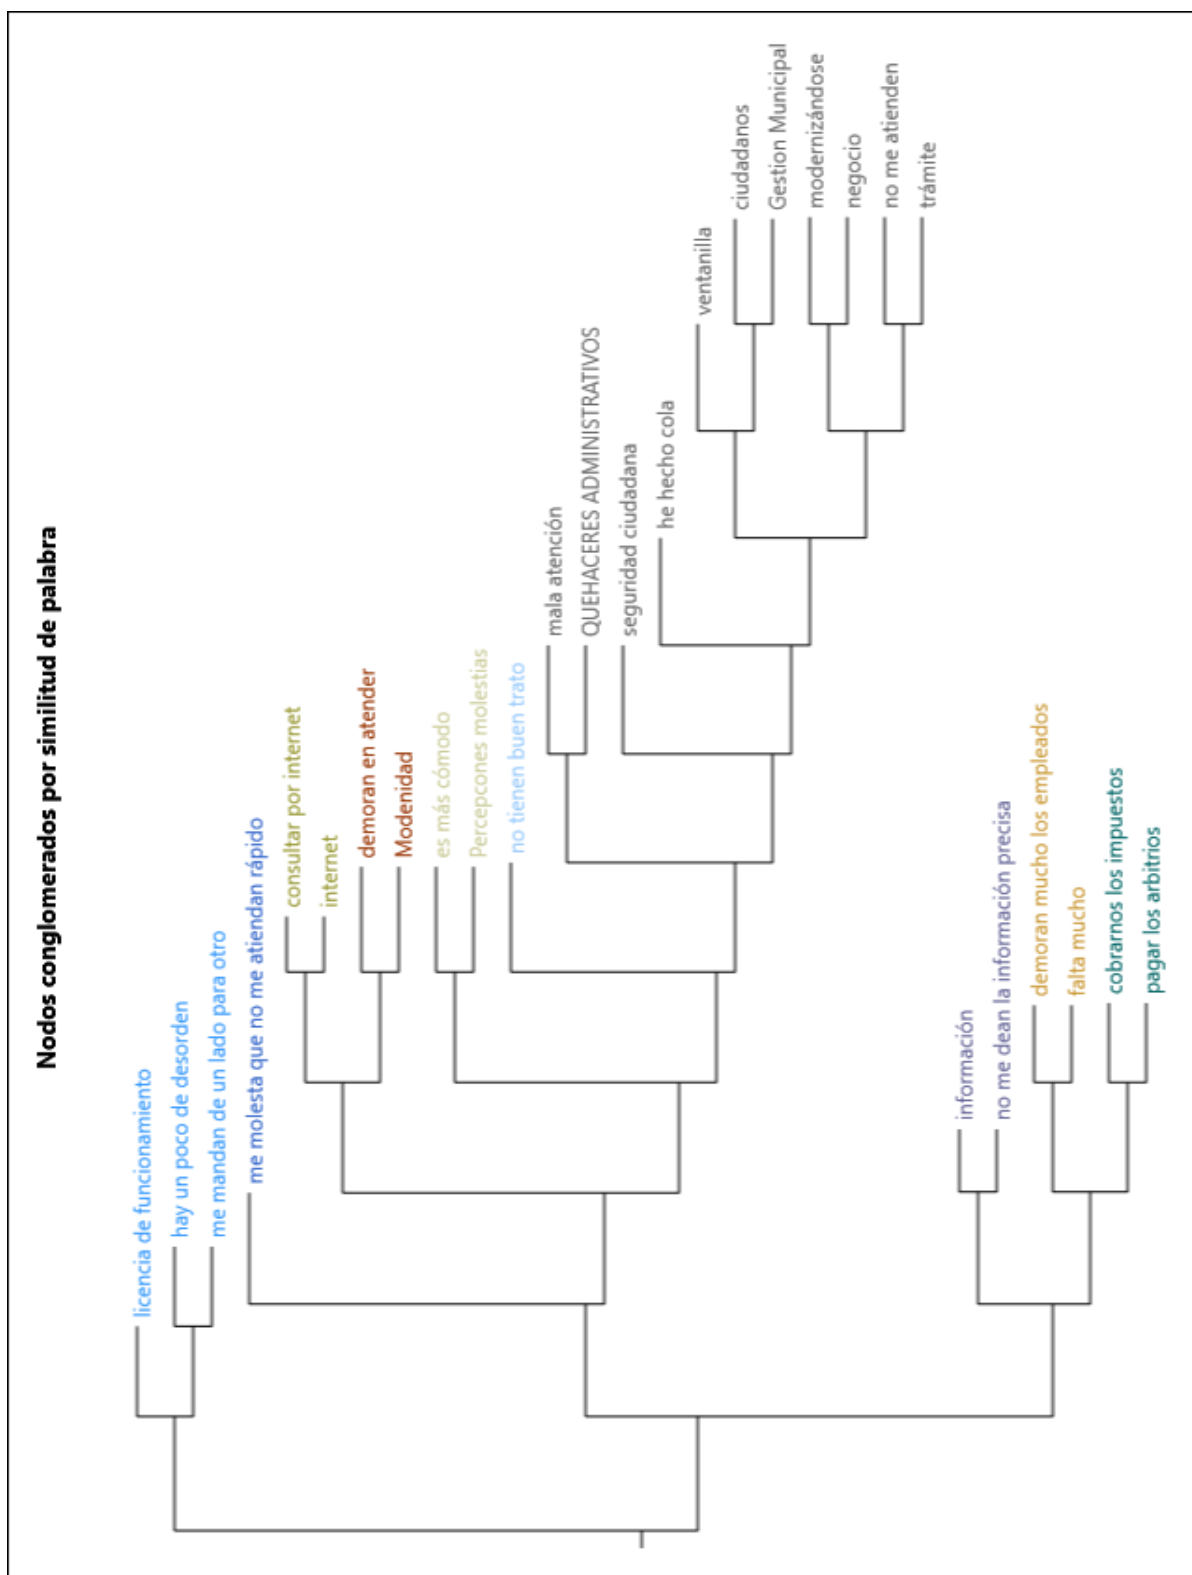 Nodos conglomerados por similitud de palabra
licencia de funcionamiento
hay un poco de desorden
me mandan de un lado para otro
me molesta que no me atiendan rápido
consultar por internet
internet
demoran en atender
Modenidad
es más cómodo
Percepcones molestias
no tienen buen trato
mala atención
QUEHACERES ADMINISTRATIVOS
seguridad ciudadana
he hecho cola
ventanilla
ciudadanos
Gestion Municipal
modernizándose
negocio
no me atienden
trámite
información
no me dean la información precisa
demoran mucho los empleados
falta mucho
cobrarnos los impuestos
pagar los arbitrios